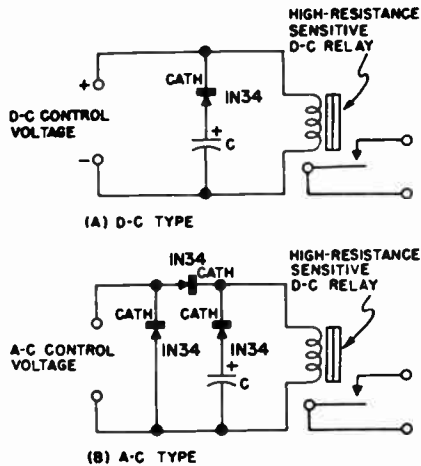 HIGH-RESISTANCE
SENSITIVE
D-C RELAY
CATH
IN34
+
D-C CONTROL
VOLTAGE
+
C
−
(A) D-C TYPE
IN34
CATH
HIGH-RESISTANCE
SENSITIVE
D-C RELAY
CATH
CATH
A-C CONTROL
VOLTAGE
IN34
IN34
+
C
(B) A-C TYPE